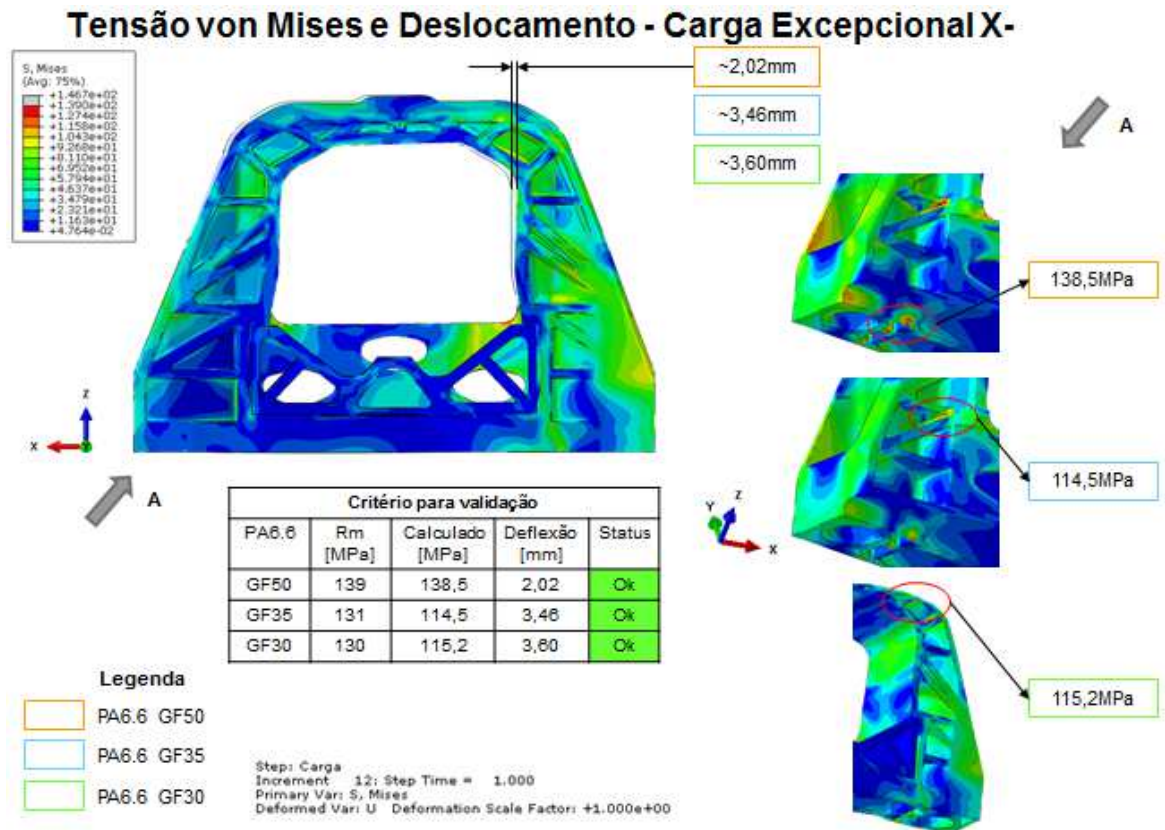 Tensão von Mises e Deslocamento - Carga Excepcional X-
S, Mises
(Avg: 75%)
+1.467e+02
+1.390e+02
+1.274e+02
+1.158e+02
+1.043e+02
+9.268e+01
+8.110e+01
+6.952e+01
+5.794e+01
+4.637e+01
+3.479e+01
+2.321e+01
+1.163e+01
+4.764e-02
~2,02mm
~3,46mm
~3,60mm
A
138,5MPa
114,5MPa
115,2MPa
Z
X
Y
A
Y
Z
X
Critério para validação
PA6.6 Rm [MPa] Calculado [MPa] Deflexão [mm] Status
GF50 139 138,5 2,02 Ok
GF35 131 114,5 3,46 Ok
GF30 130 115,2 3,60 Ok
Legenda
PA6.6 GF50
PA6.6 GF35
PA6.6 GF30
Step: Carga
Increment 12: Step Time = 1.000
Primary Var: S, Mises
Deformed Var: U Deformation Scale Factor: +1.000e+00